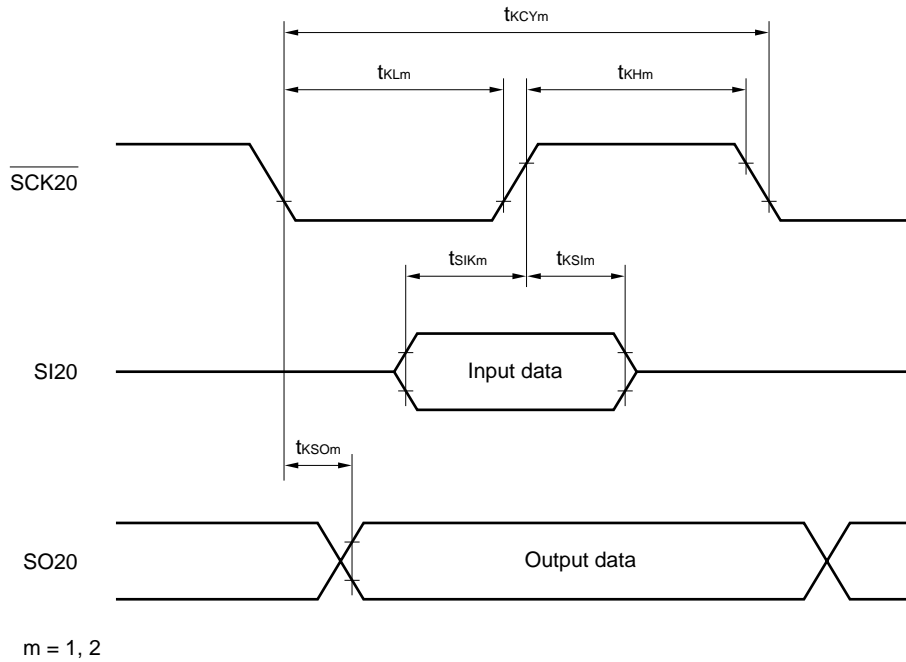 tKCYm
tKLm
tKHm
SCK20
tSIKm
tKSIm
SI20
Input data
tKSOm
SO20
Output data
m = 1, 2